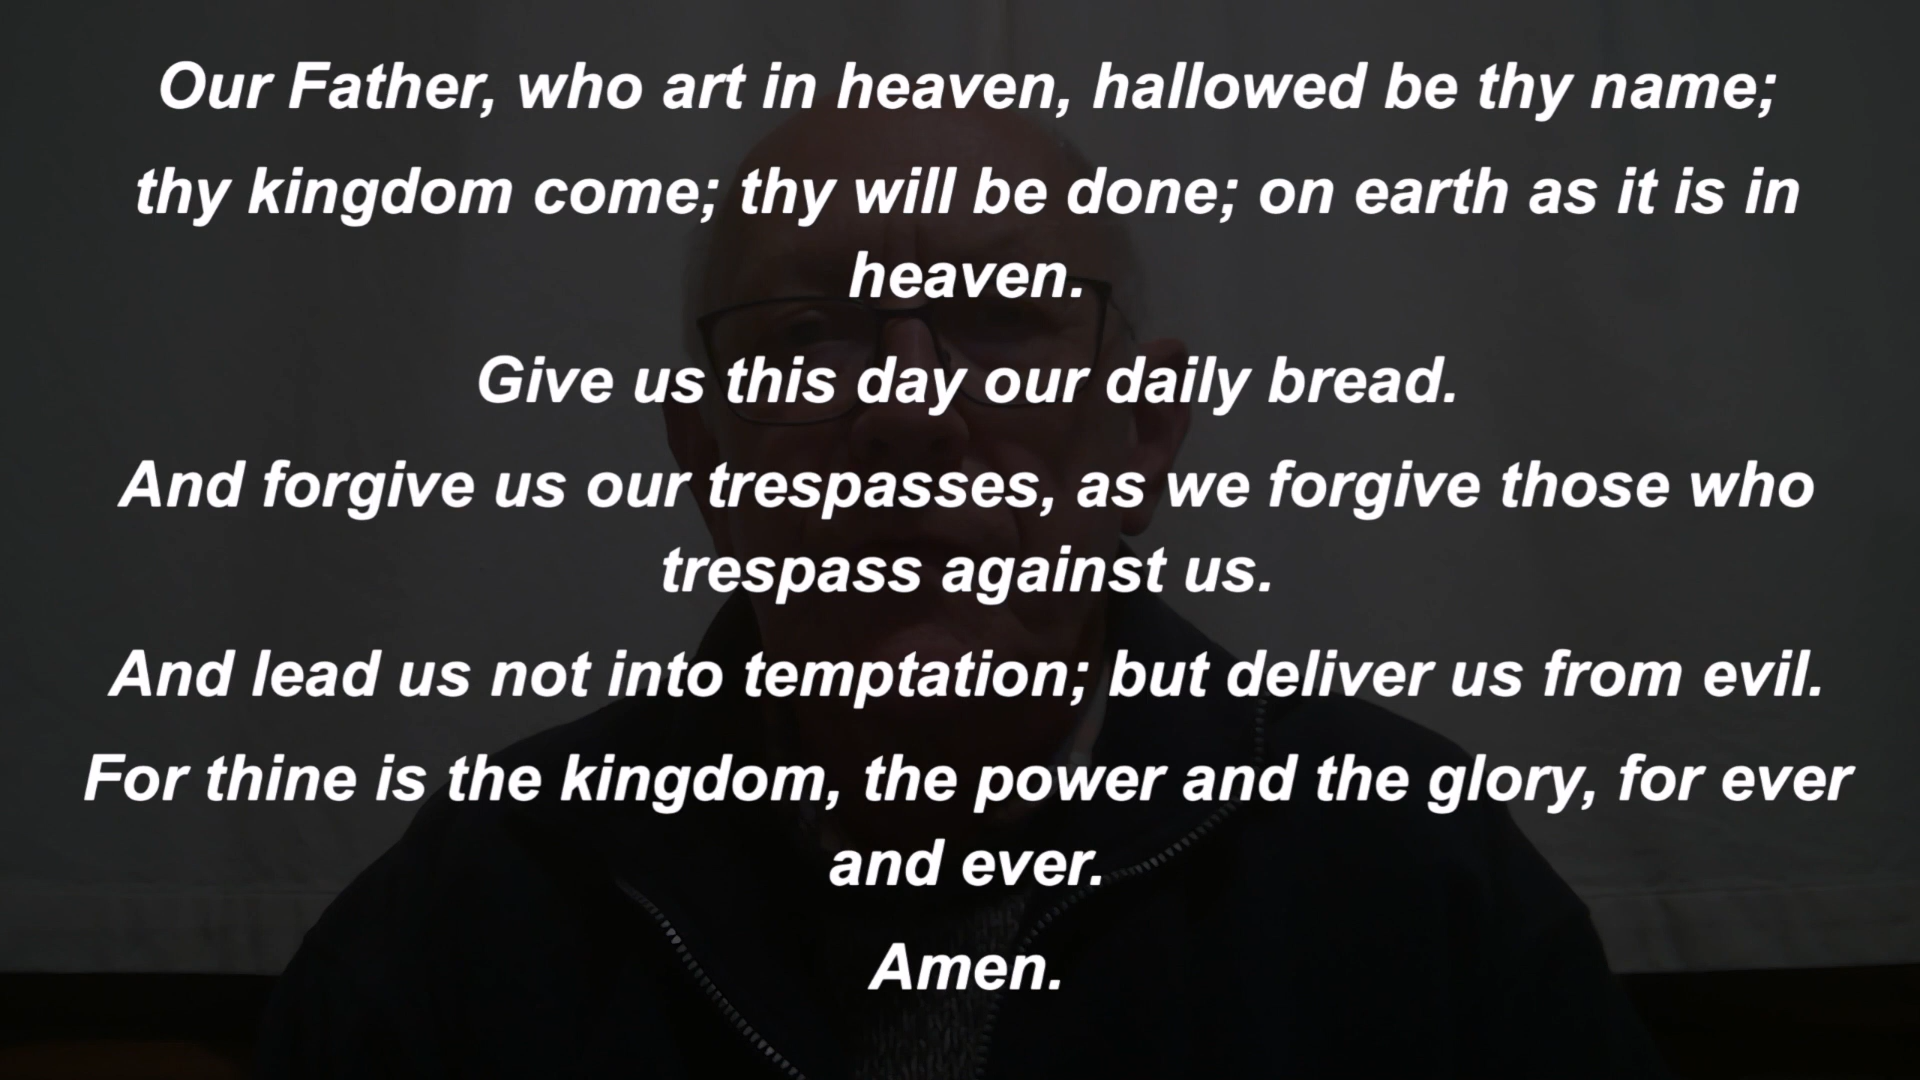 Our Father, who art in heaven, hallowed be thy name;
thy kingdom come; thy will be done; on earth as it is in
heaven.
Give us this day our daily bread.
And forgive us our trespasses, as we forgive those who
trespass against us.
And lead us not into temptation; but deliver us from evil.
For thine is the kingdom, the power and the glory, for ever
and ever.
Amen.